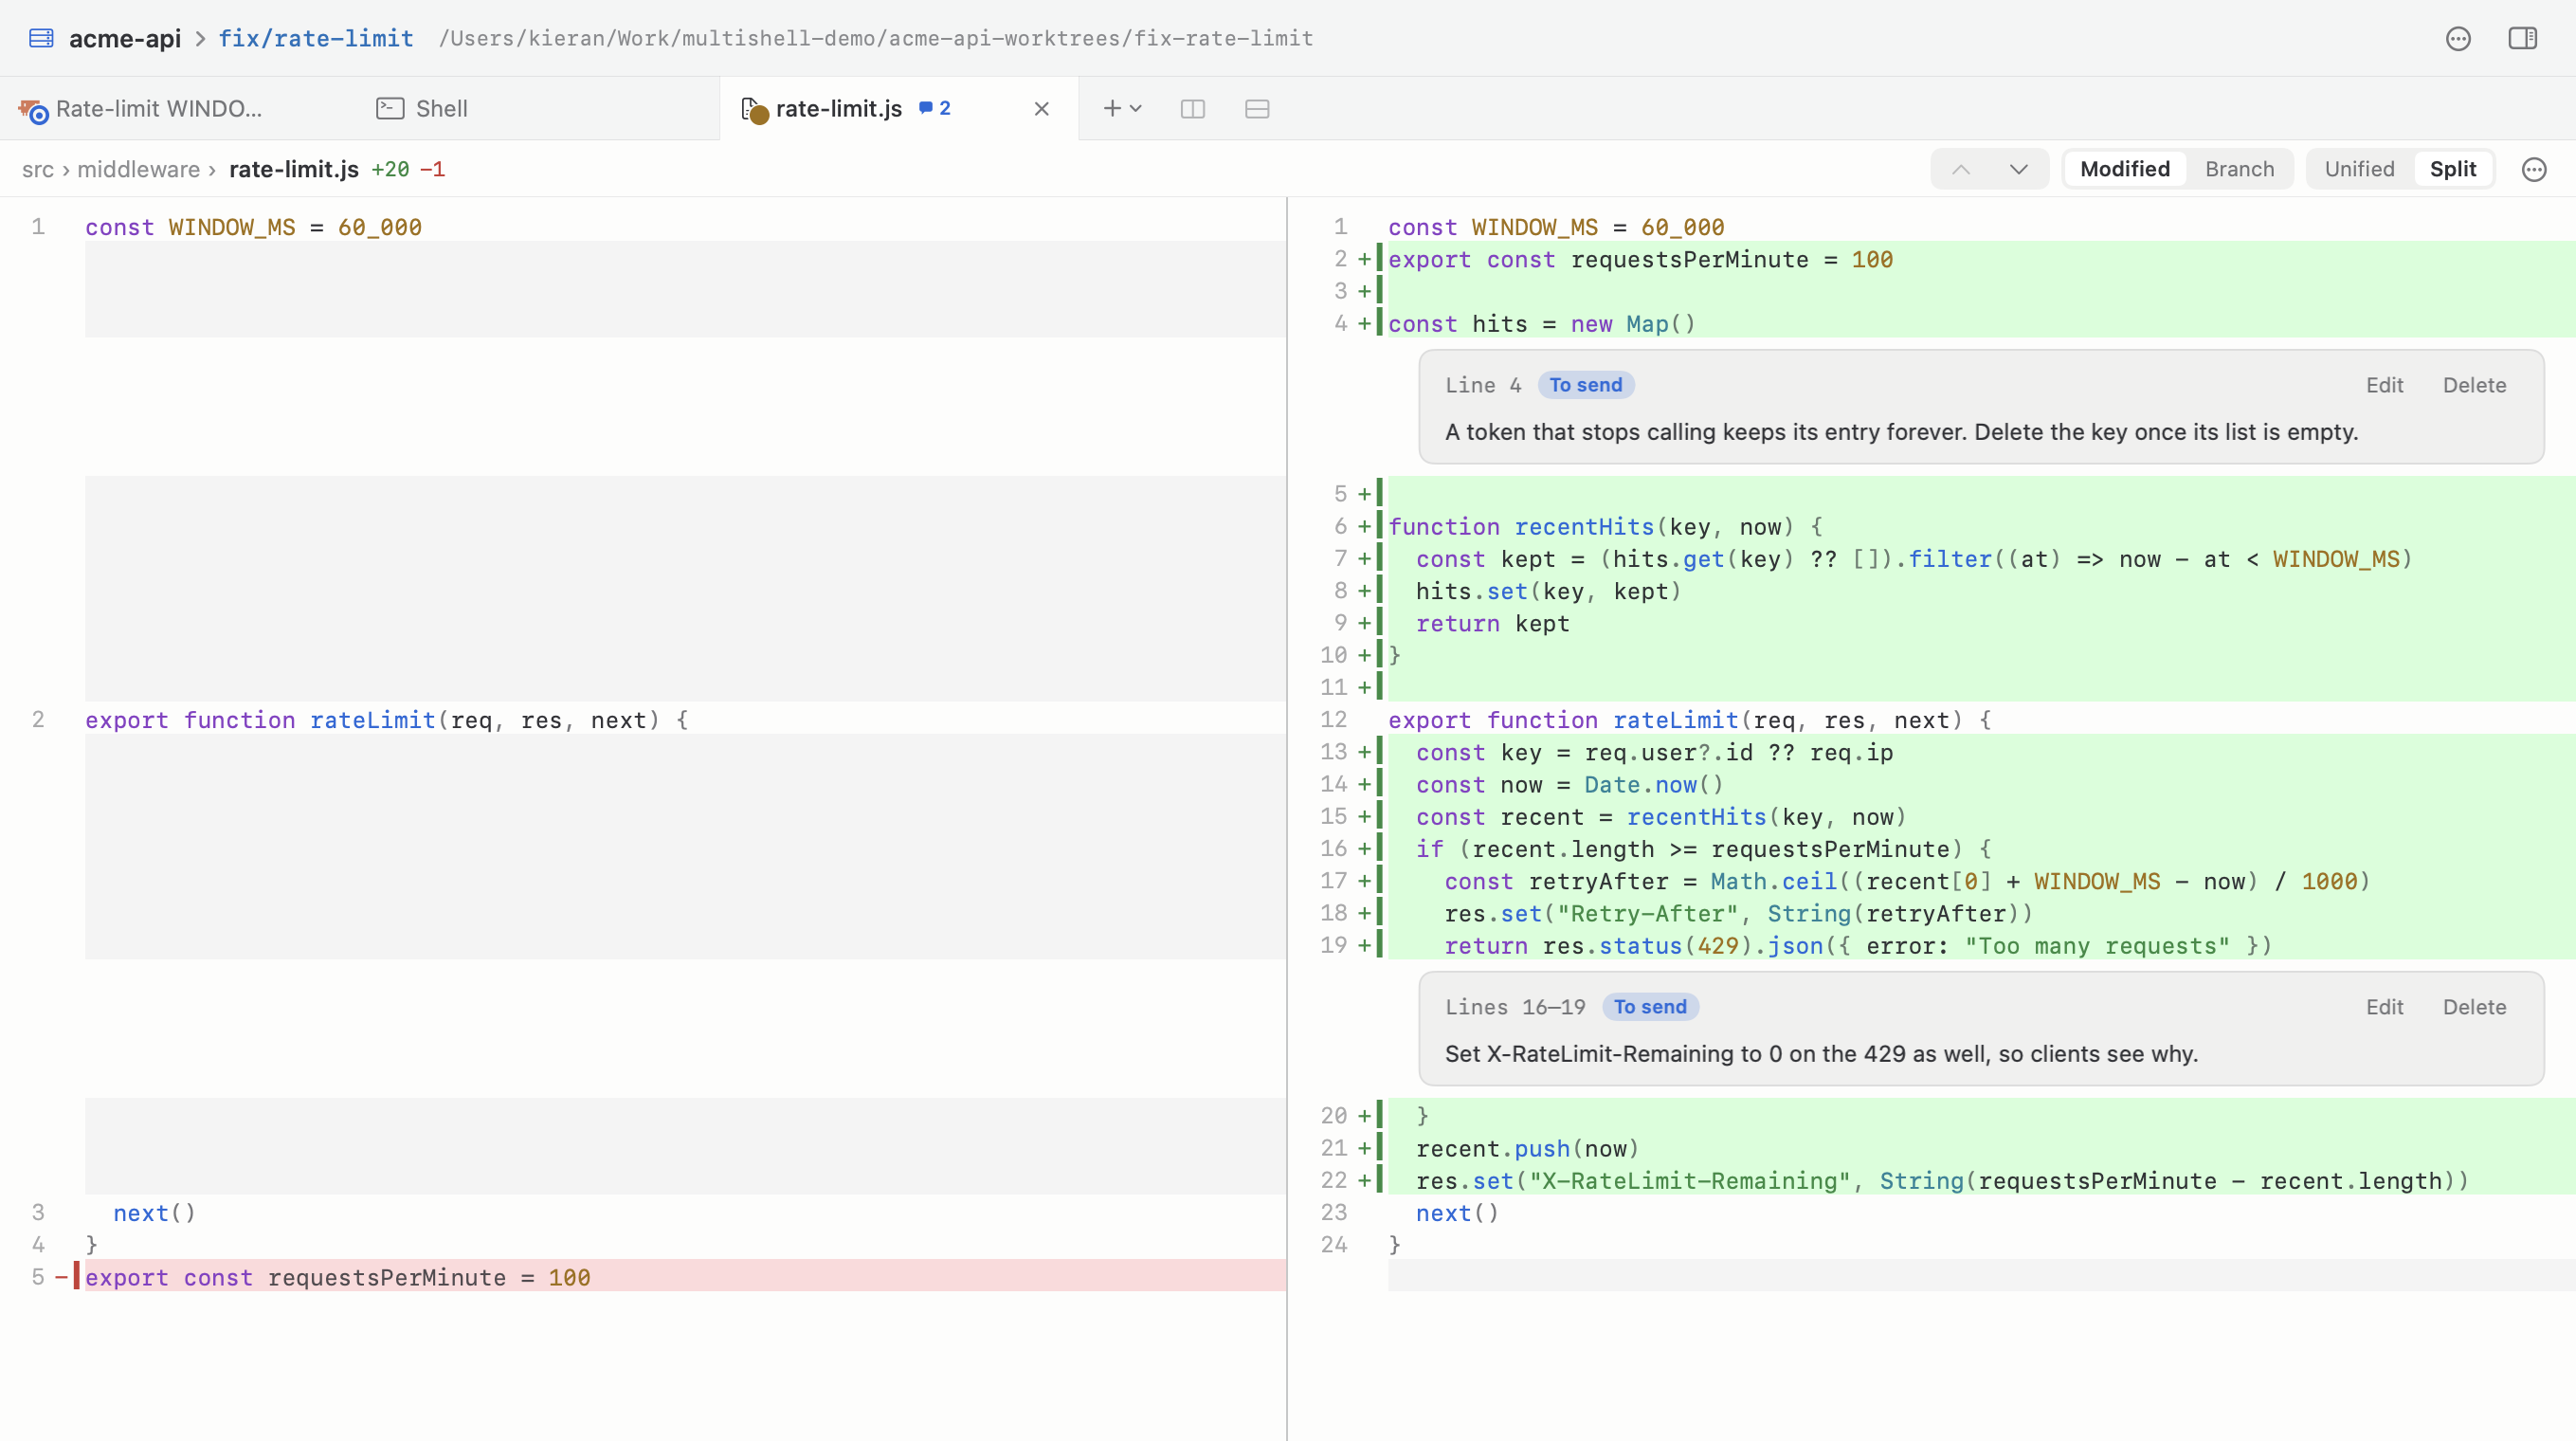 acme-api › fix/rate-limit /Users/kieran/Work/multishell-demo/acme-api-worktrees/fix-rate-limit
Rate-limit WINDO...
Shell
rate-limit.js 2
src › middleware › rate-limit.js +20 −1
Modified Branch
Unified Split
1 const WINDOW_MS = 60_000
2 export function rateLimit(req, res, next) {
3 next()
4 }
5 − export const requestsPerMinute = 100
1 const WINDOW_MS = 60_000
2 + export const requestsPerMinute = 100
3 +
4 + const hits = new Map()
Line 4 To send Edit Delete
A token that stops calling keeps its entry forever. Delete the key once its list is empty.
5 +
6 + function recentHits(key, now) {
7 + const kept = (hits.get(key) ?? []).filter((at) => now - at < WINDOW_MS)
8 + hits.set(key, kept)
9 + return kept
10 + }
11 +
12 export function rateLimit(req, res, next) {
13 + const key = req.user?.id ?? req.ip
14 + const now = Date.now()
15 + const recent = recentHits(key, now)
16 + if (recent.length >= requestsPerMinute) {
17 + const retryAfter = Math.ceil((recent[0] + WINDOW_MS - now) / 1000)
18 + res.set("Retry-After", String(retryAfter))
19 + return res.status(429).json({ error: "Too many requests" })
Lines 16–19 To send Edit Delete
Set X-RateLimit-Remaining to 0 on the 429 as well, so clients see why.
20 + }
21 + recent.push(now)
22 + res.set("X-RateLimit-Remaining", String(requestsPerMinute - recent.length))
23 next()
24 }